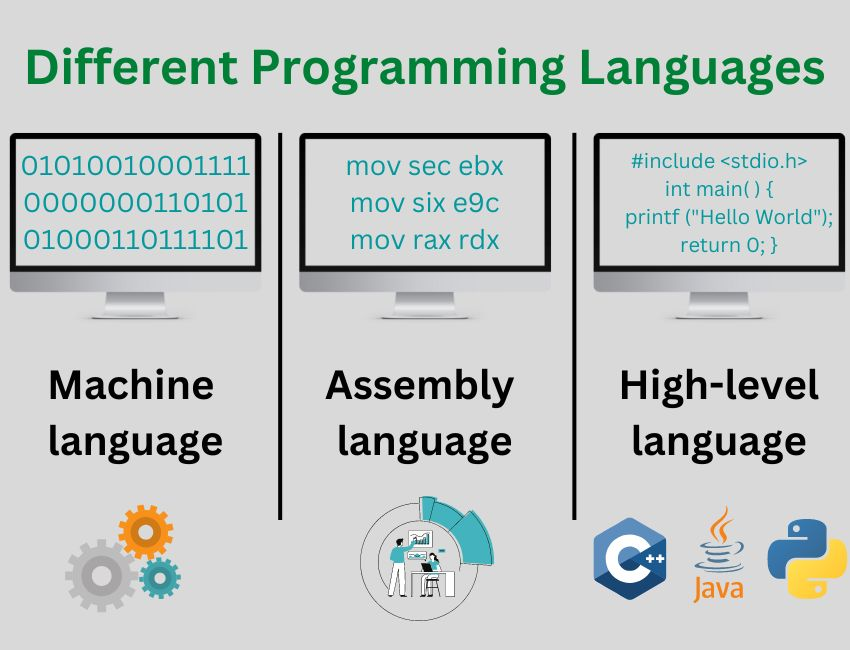 Different Programming Languages
01010010001111
0000000110101
01000110111101
mov sec ebx
mov six e9c
mov rax rdx
#include <stdio.h>
int main( ) {
printf ("Hello World");
return 0; }
Machine
language
Assembly
language
High-level
language
C++
Java